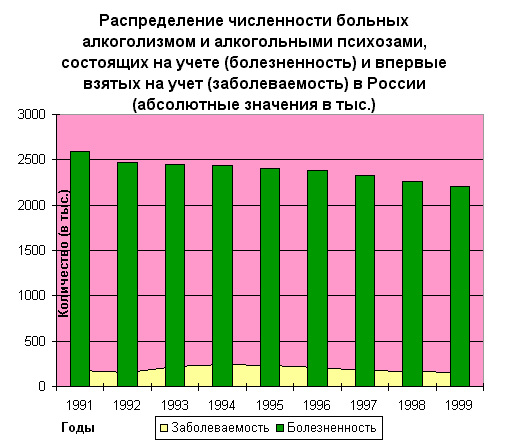 Распределение численности больных
алкоголизмом и алкогольными психозами,
состоящих на учете (болезненность) и впервые
взятых на учет (заболеваемость) в России
(абсолютные значения в тыс.)
3000
2500
2000
1500
1000
500
0
Количество (в тыс.)
1991 1992 1993 1994 1995 1996 1997 1998 1999
Годы
Заболеваемость Болезненность